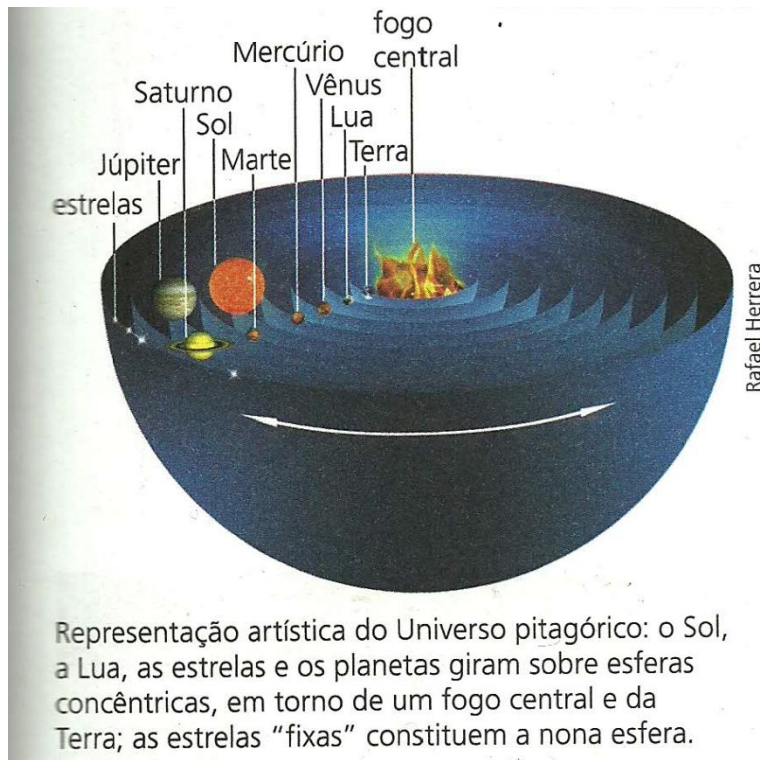 fogo
central
Mercúrio
Vênus
Saturno
Lua
Sol
Terra
Júpiter
Marte
estrelas
Rafael Herrera
Representação artística do Universo pitagórico: o Sol,
a Lua, as estrelas e os planetas giram sobre esferas
concêntricas, em torno de um fogo central e da
Terra; as estrelas "fixas" constituem a nona esfera.